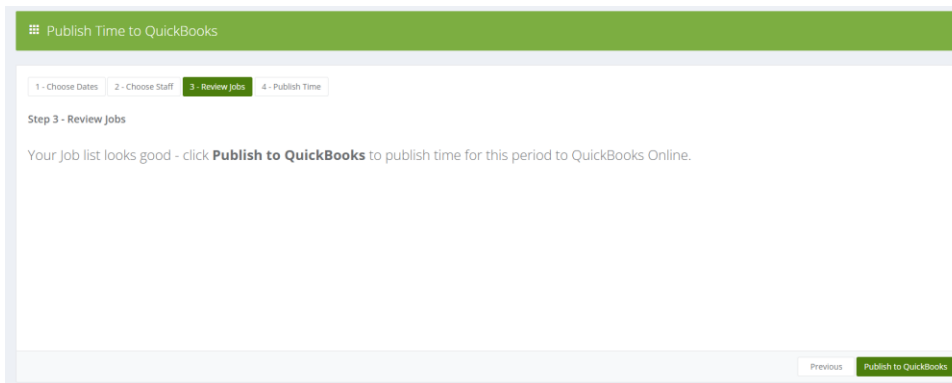 Publish Time to QuickBooks
1 - Choose Dates 2 - Choose Staff 3 - Review Jobs 4 - Publish Time
Step 3 - Review Jobs
Your Job list looks good - click Publish to QuickBooks to publish time for this period to QuickBooks Online.
Previous Publish to QuickBooks